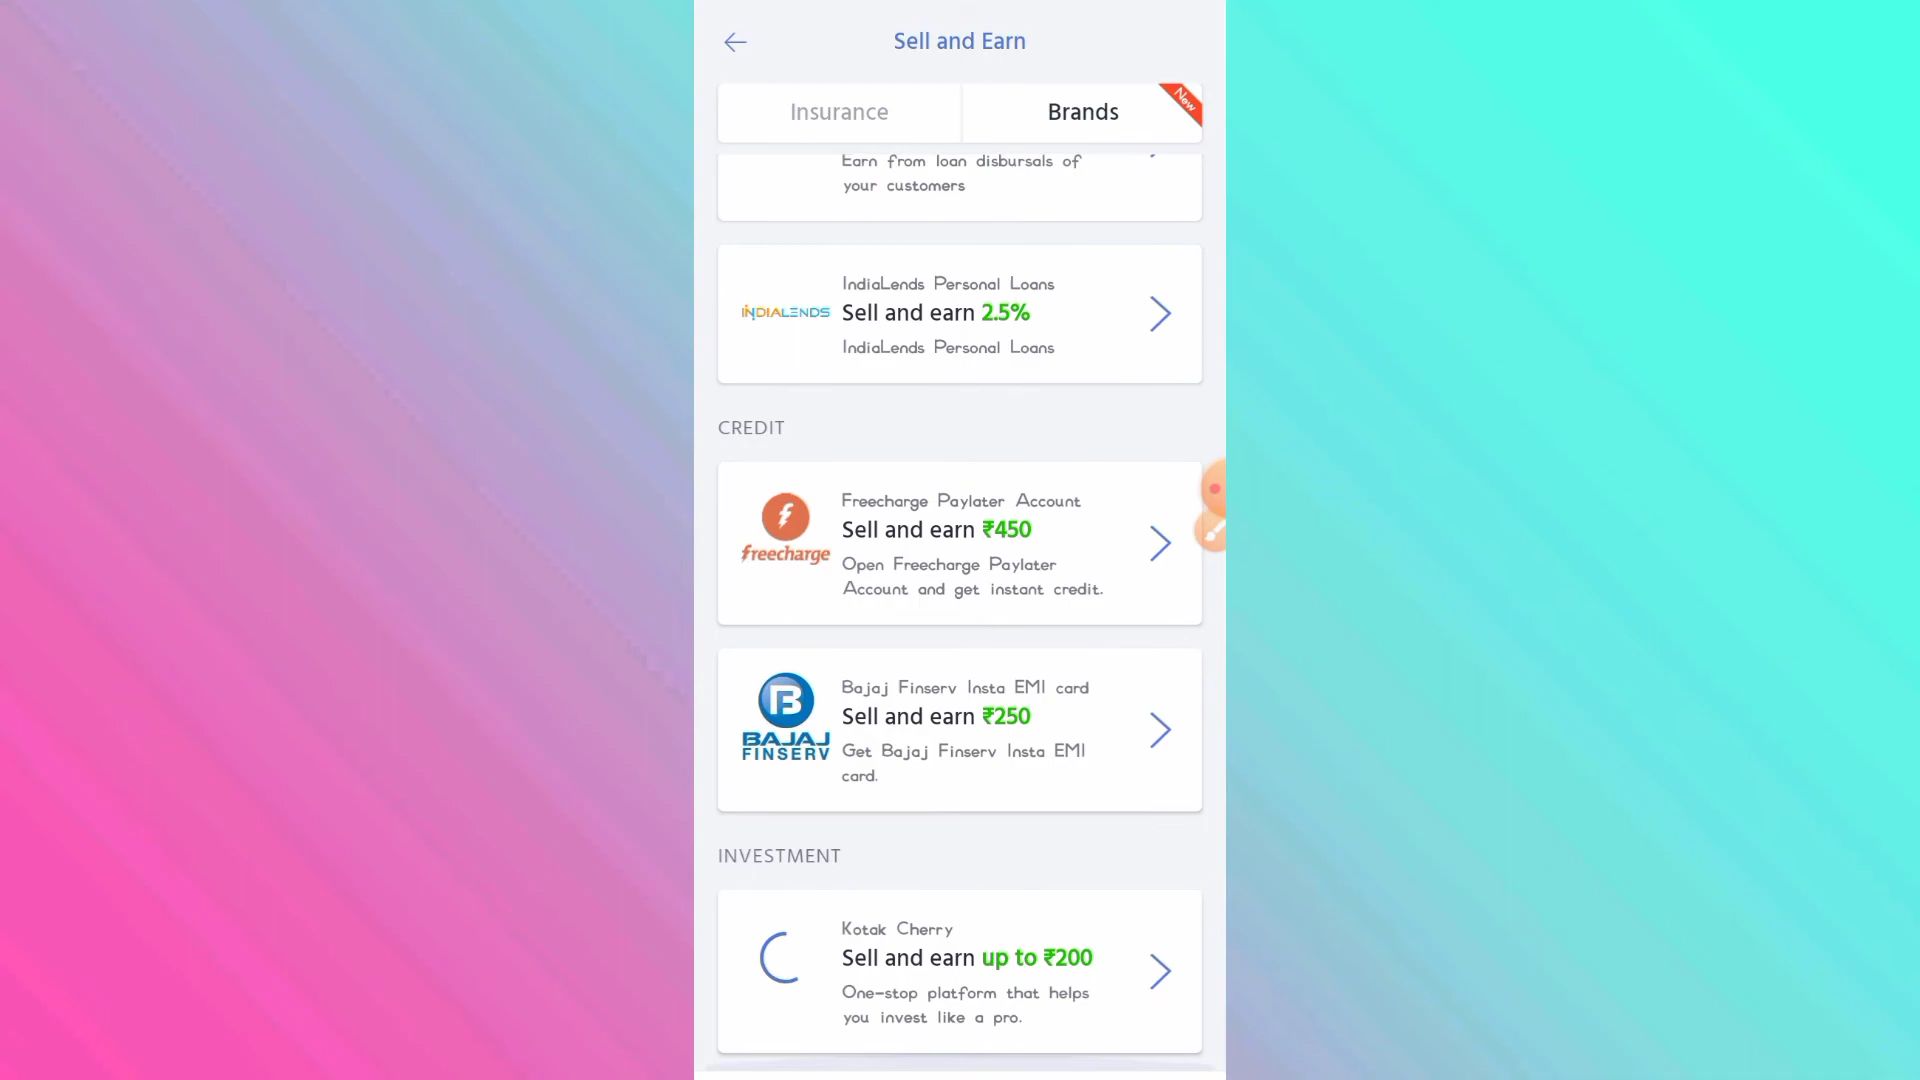 Sell and Earn
Insurance
Brands
New
Earn from loan disbursals of
your customers
INDIALENDS
IndiaLends Personal Loans
Sell and earn 2.5%
IndiaLends Personal Loans
CREDIT
freecharge
Freecharge Paylater Account
Sell and earn ₹450
Open Freecharge Paylater
Account and get instant credit.
BAJAJ
FINSERV
Bajaj Finserv Insta EMI card
Sell and earn ₹250
Get Bajaj Finserv Insta EMI
card.
INVESTMENT
Kotak Cherry
Sell and earn up to ₹200
One-stop platform that helps
you invest like a pro.